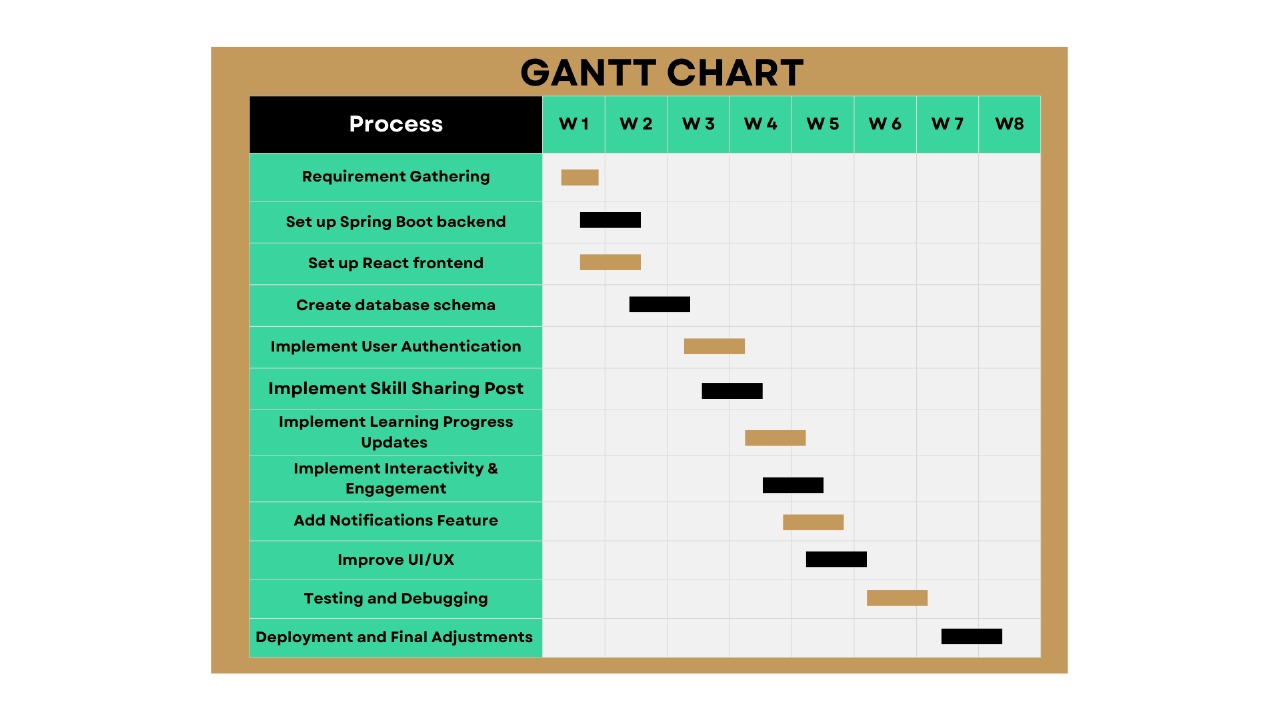 GANTT CHART
Process
W 1
W 2
W 3
W 4
W 5
W 6
W 7
W8
Requirement Gathering
Set up Spring Boot backend
Set up React frontend
Create database schema
Implement User Authentication
Implement Skill Sharing Post
Implement Learning Progress
Updates
Implement Interactivity &
Engagement
Add Notifications Feature
Improve UI/UX
Testing and Debugging
Deployment and Final Adjustments